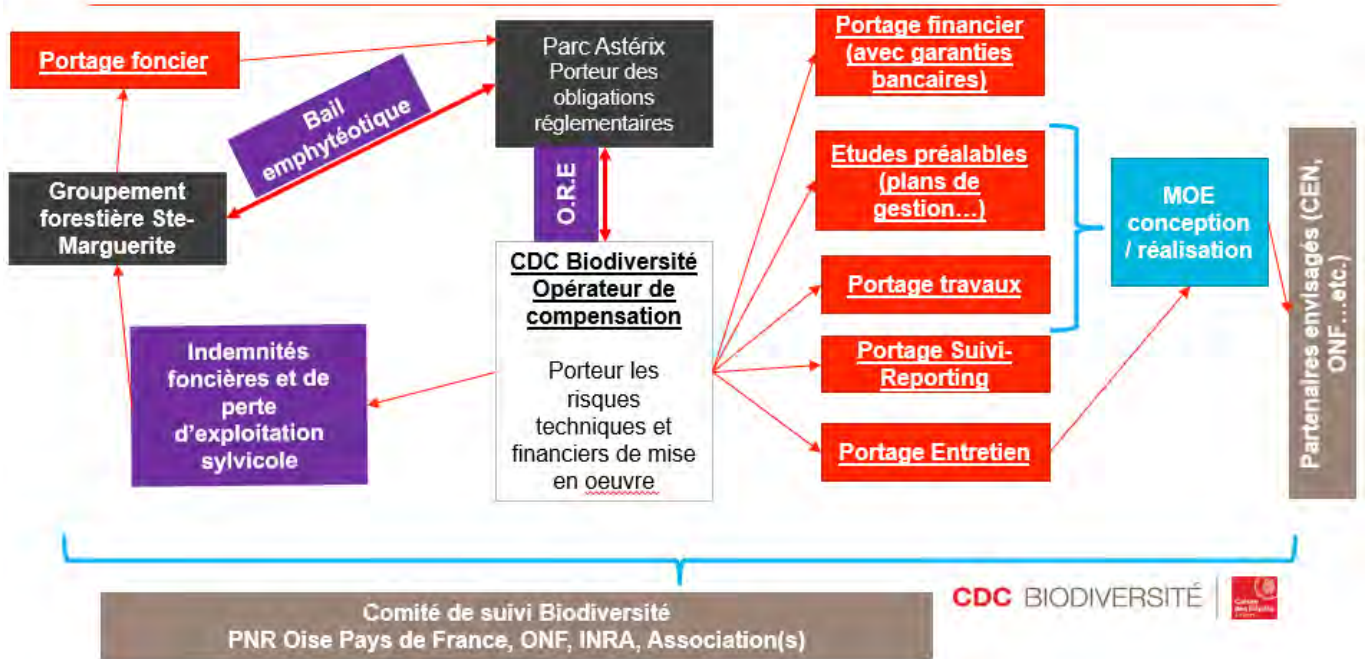 Portage foncier
Bail
emphytéotique
Parc Astérix
Porteur des
obligations
réglementaires
Portage financier
(avec garanties
bancaires)
Groupement
forestière Ste-
Marguerite
O.R.E
Etudes préalables
(plans de
gestion…)
MOE
conception
/ réalisation
Partenaires envisagés (CEN,
ONF…etc.)
CDC Biodiversité
Opérateur de
compensation
Porteur les
risques
techniques et
financiers de mise
en oeuvre
Portage travaux
Indemnités
foncières et de
perte
d’exploitation
sylvicole
Portage Suivi-
Reporting
Portage Entretien
Comité de suivi Biodiversité
PNR Oise Pays de France, ONF, INRA, Association(s)
CDC BIODIVERSITÉ